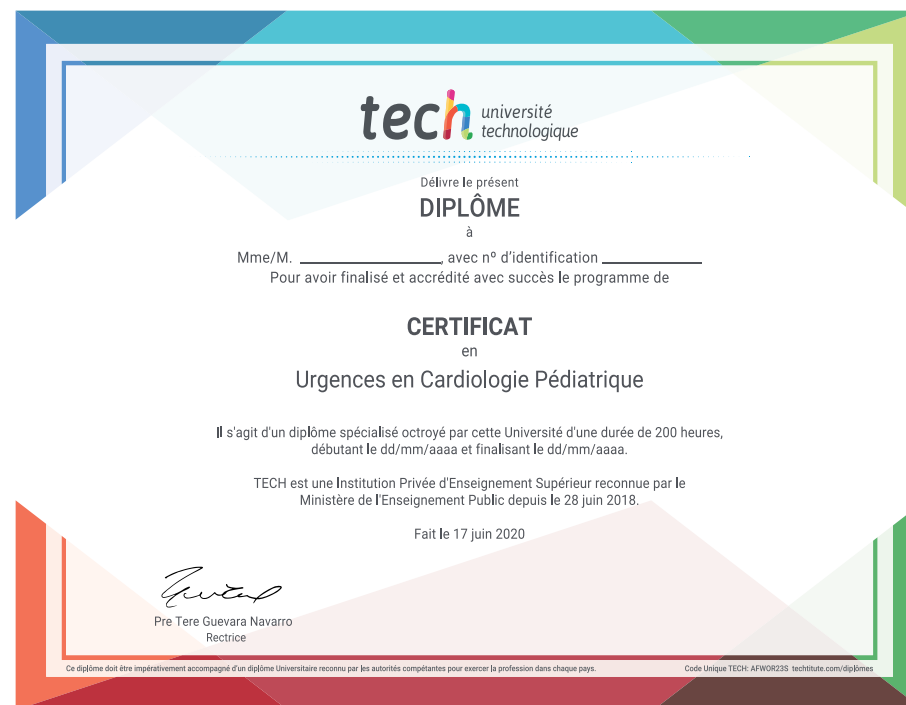 tech université
technologique
Délivre le présent
DIPLÔME
à
Mme/M. ____________________, avec nº d'identification ______________
Pour avoir finalisé et accrédité avec succès le programme de
CERTIFICAT
en
Urgences en Cardiologie Pédiatrique
Il s'agit d'un diplôme spécialisé octroyé par cette Université d'une durée de 200 heures,
débutant le dd/mm/aaaa et finalisant le dd/mm/aaaa.
TECH est une Institution Privée d'Enseignement Supérieur reconnue par le
Ministère de l'Enseignement Public depuis le 28 juin 2018.
Fait le 17 juin 2020
Pre Tere Guevara Navarro
Rectrice
Ce diplôme doit être impérativement accompagné d'un diplôme Universitaire reconnu par les autorités compétantes pour exercer la profession dans chaque pays.
Code Unique TECH: AFWOR23S techtitute.com/diplômes